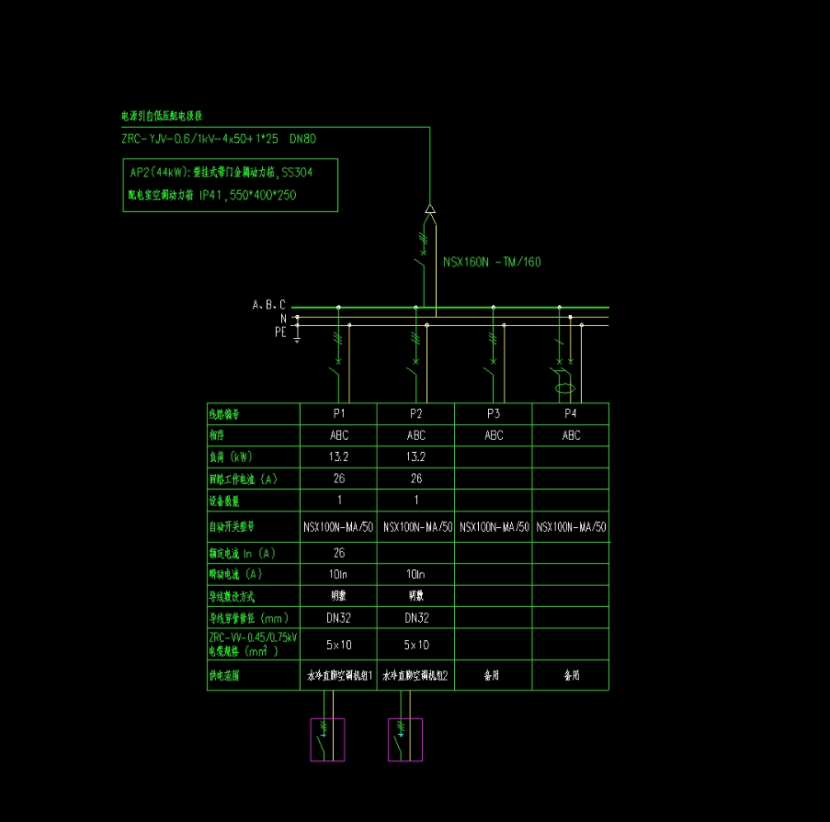 电源引自低压配电级段
ZRC-YJV-0.6/1kV-4x50+1*25 DN80
AP2(44kW):壁挂式带门金属动力箱,SS304
配电室空调动力箱 IP41,550*400*250
NSX160N -TM/160
A、B、C
N
PE
线路编号 P1 P2 P3 P4
相序 ABC ABC ABC ABC
负荷 (kW) 13.2 13.2
回路工作电流 (A) 26 26
设备数量 1 1
自动开关型号 NSX100N-MA/50 NSX100N-MA/50 NSX100N-MA/50 NSX100N-MA/50
额定电流 In (A) 26
瞬动电流 (A) 10In 10In
导线敷设方式 明敷 明敷
导线穿管管径 (mm) DN32 DN32
ZRC-VV-0.45/0.75kV
电缆规格 (mm²) 5×10 5×10
供电范围 水冷直膨空调机组1 水冷直膨空调机组2 备用 备用